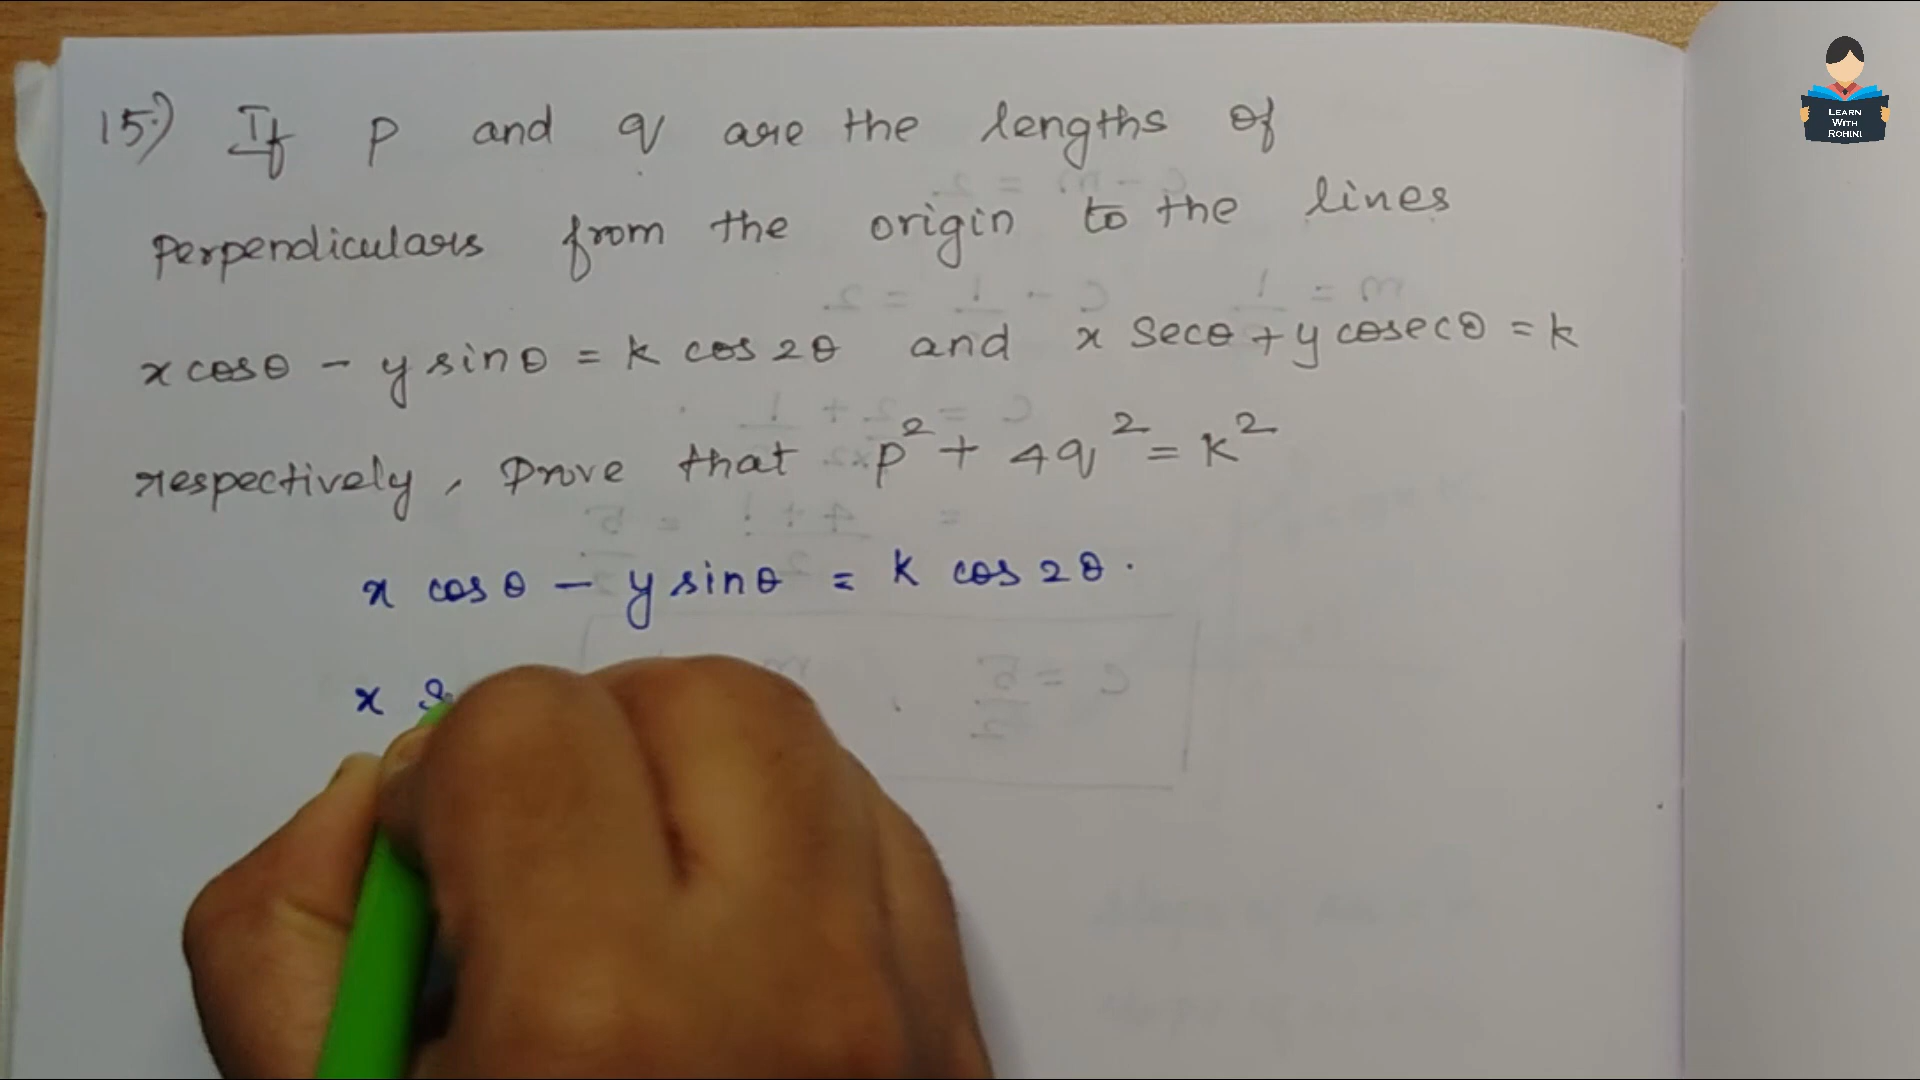 15.) If p and q are the lengths of
perpendiculars from the origin to the lines
x cosθ - y sinθ = k cos 2θ and x secθ + y cosecθ = k
respectively, prove that p² + 4q² = k²
x cosθ - y sinθ = k cos 2θ.
x
LEARN
WITH
ROHINI